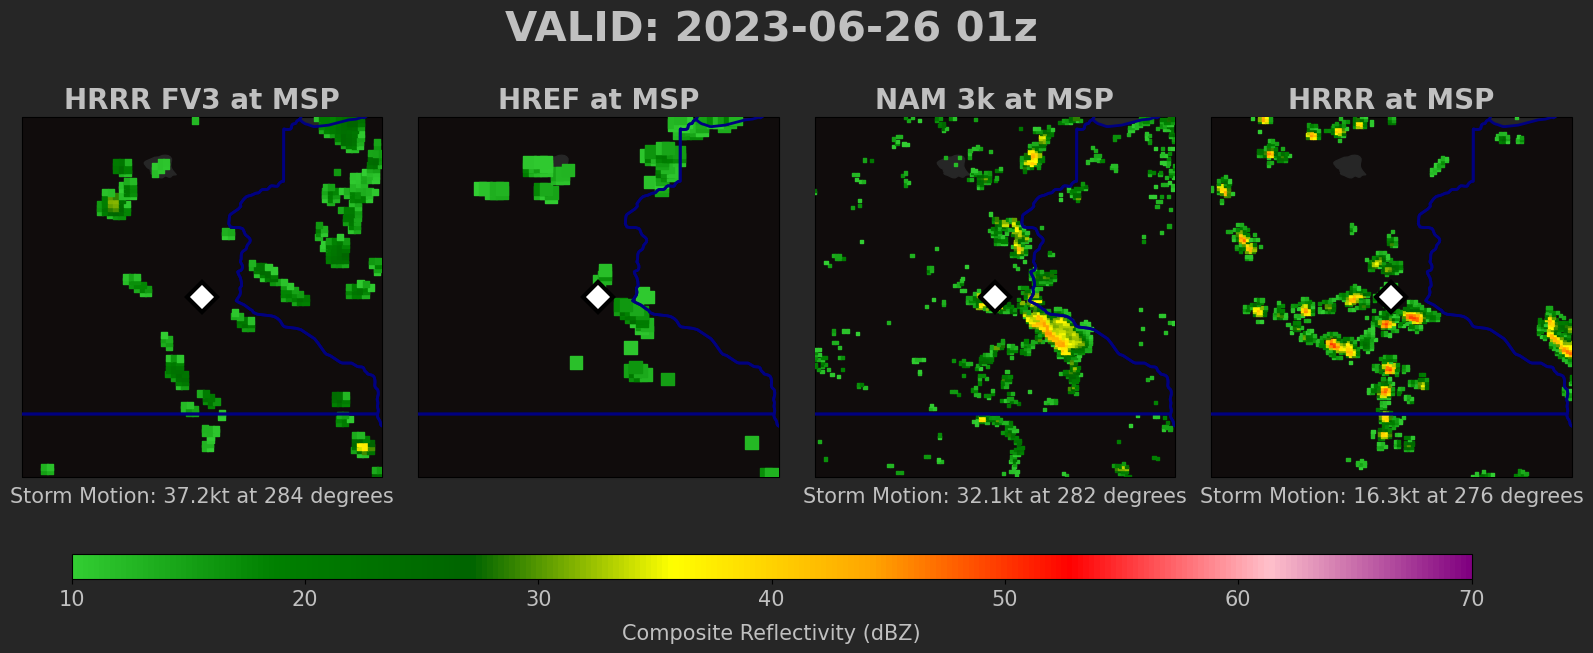 VALID: 2023-06-26 01z
HRRR FV3 at MSP
HREF at MSP
NAM 3k at MSP
HRRR at MSP
Storm Motion: 37.2kt at 284 degrees
Storm Motion: 32.1kt at 282 degrees
Storm Motion: 16.3kt at 276 degrees
10 20 30 40 50 60 70
Composite Reflectivity (dBZ)